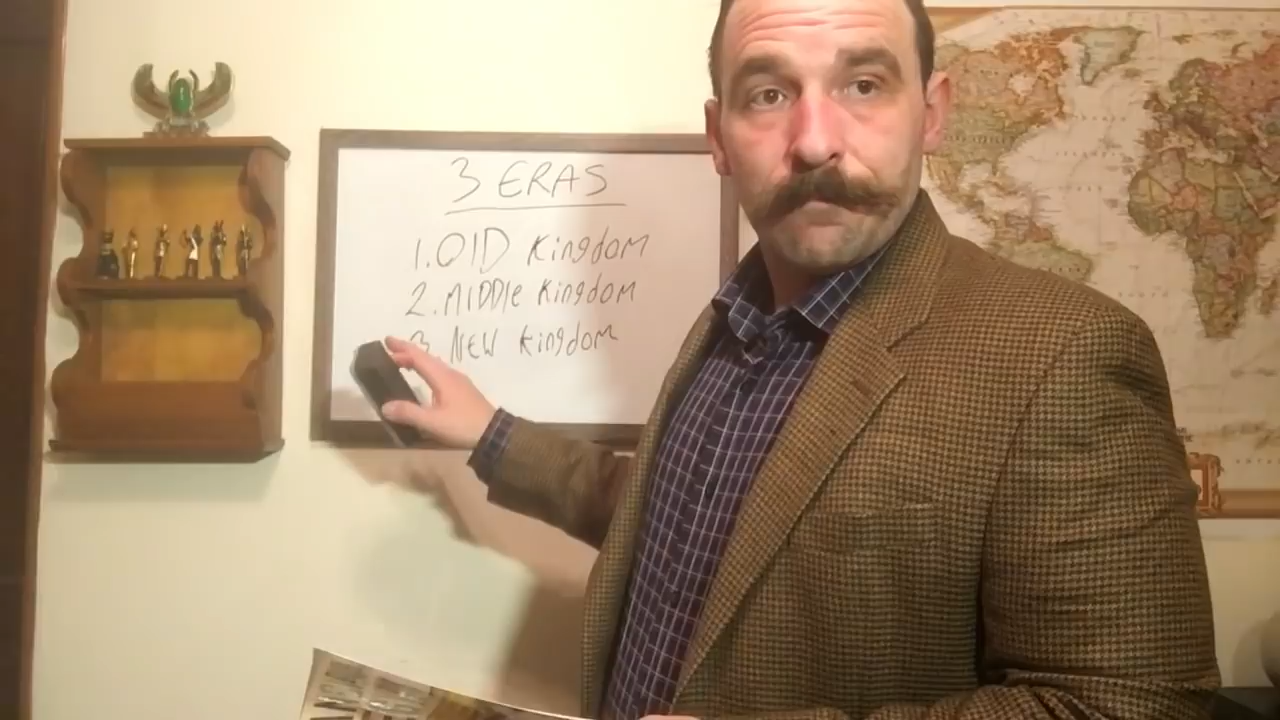 3 ERAS
1. OlD Kingdom
2. MIDDle Kingdom
3. NEW Kingdom